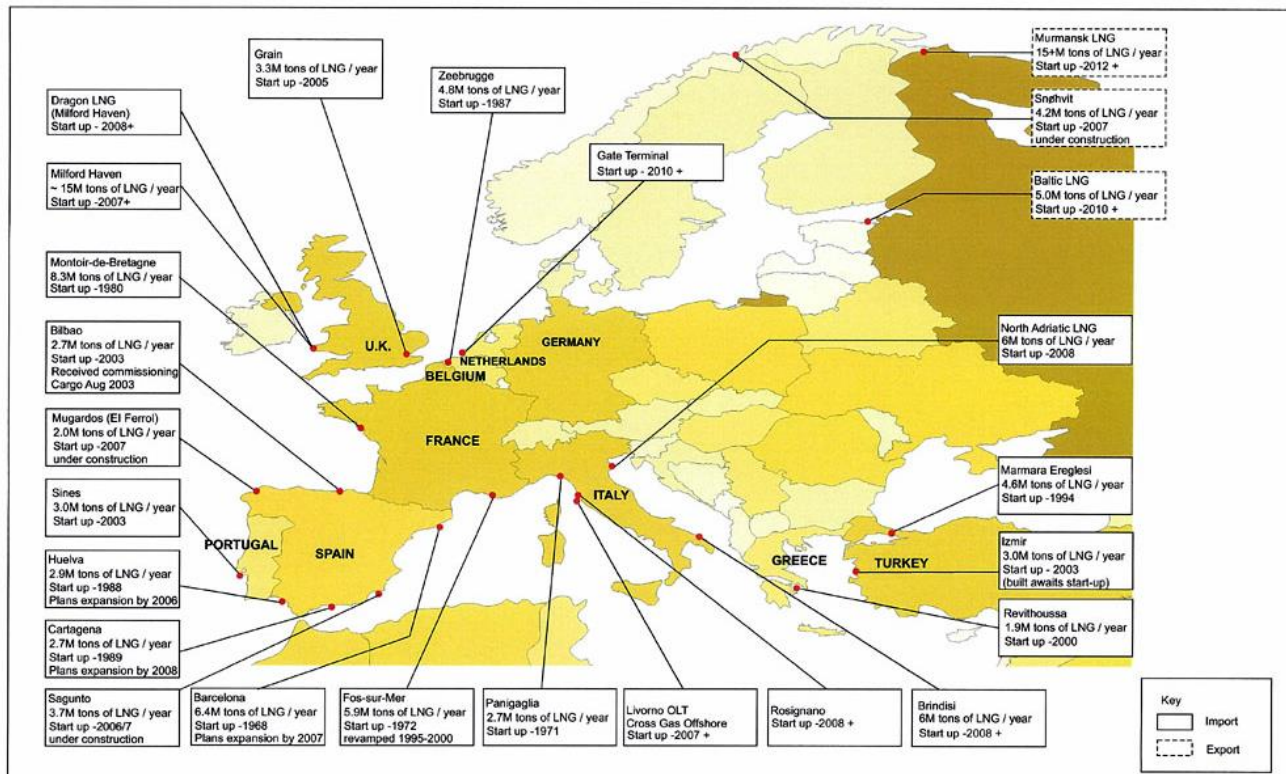 Grain
3.3M tons of LNG / year
Start up -2005
Zeebrugge
4.8M tons of LNG / year
Start up -1987
Murmansk LNG
15+M tons of LNG / year
Start up -2012 +
Dragon LNG
(Milford Haven)
Start up - 2008+
Snøhvit
4.2M tons of LNG / year
Start up -2007
under construction
Gate Terminal
Start up - 2010 +
Milford Haven
~ 15M tons of LNG / year
Start up -2007+
Baltic LNG
5.0M tons of LNG / year
Start up -2010 +
Montoir-de-Bretagne
8.3M tons of LNG / year
Start up -1980
Bilbao
2.7M tons of LNG / year
Start up -2003
Received commissioning
Cargo Aug 2003
North Adriatic LNG
6M tons of LNG / year
Start up -2008
U.K.
GERMANY
NETHERLANDS
BELGIUM
FRANCE
Mugardos (El Ferrol)
2.0M tons of LNG / year
Start up -2007
under construction
Marmara Ereglesi
4.6M tons of LNG / year
Start up -1994
Sines
3.0M tons of LNG / year
Start up -2003
ITALY
PORTUGAL
SPAIN
GREECE
TURKEY
Izmir
3.0M tons of LNG / year
Start up - 2003
(built awaits start-up)
Huelva
2.9M tons of LNG / year
Start up -1988
Plans expansion by 2006
Revithoussa
1.9M tons of LNG / year
Start up -2000
Cartagena
2.7M tons of LNG / year
Start up -1989
Plans expansion by 2008
Sagunto
3.7M tons of LNG / year
Start up -2006/7
under construction
Barcelona
6.4M tons of LNG / year
Start up -1968
Plans expansion by 2007
Fos-sur-Mer
5.9M tons of LNG / year
Start up -1972
revamped 1995-2000
Panigaglia
2.7M tons of LNG / year
Start up -1971
Livorno OLT
Cross Gas Offshore
Start up -2007 +
Rosignano
Start up -2008 +
Brindisi
6M tons of LNG / year
Start up -2008 +
Key
Import
Export